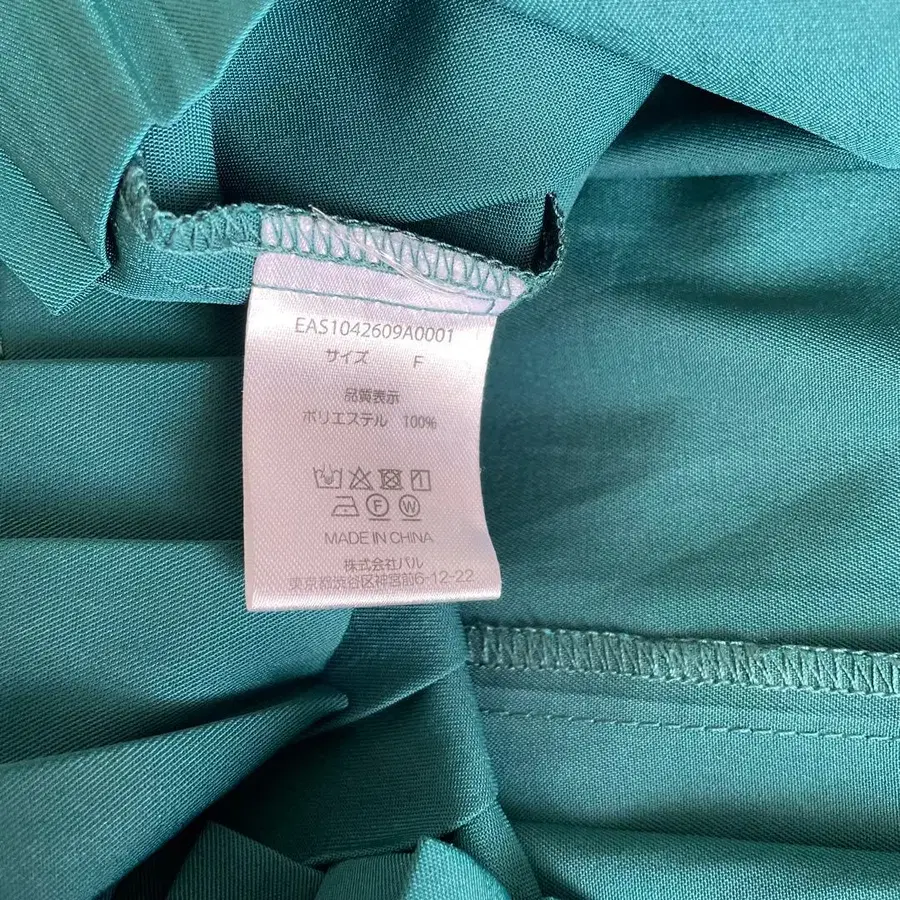 EAS1042609A0001
サイズ F
品質表示
ポリエステル 100%
F W
MADE IN CHINA
株式会社パル
東京都渋谷区神宮前6-12-22